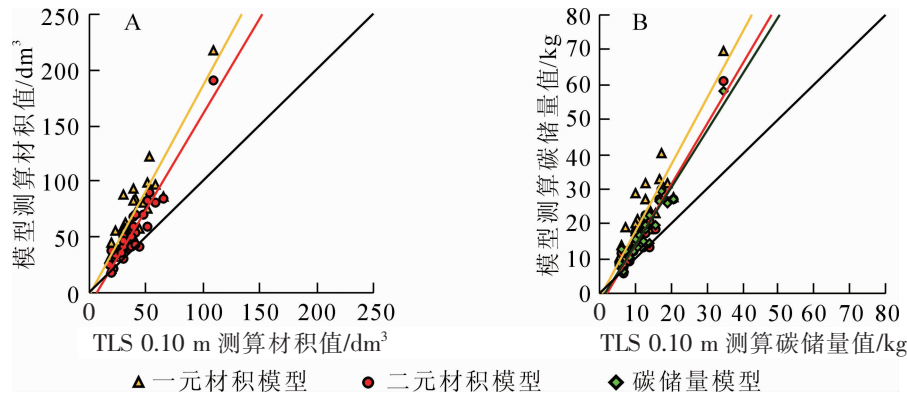 A
250
200
150
100
50
0
模型测算材积值/dm³
0 50 100 150 200 250
TLS 0.10 m 测算材积值/dm³
B
80
70
60
50
40
30
20
10
0
模型测算碳储量值/kg
0 10 20 30 40 50 60 70 80
TLS 0.10 m 测算碳储量值/kg
一元材积模型 二元材积模型 碳储量模型